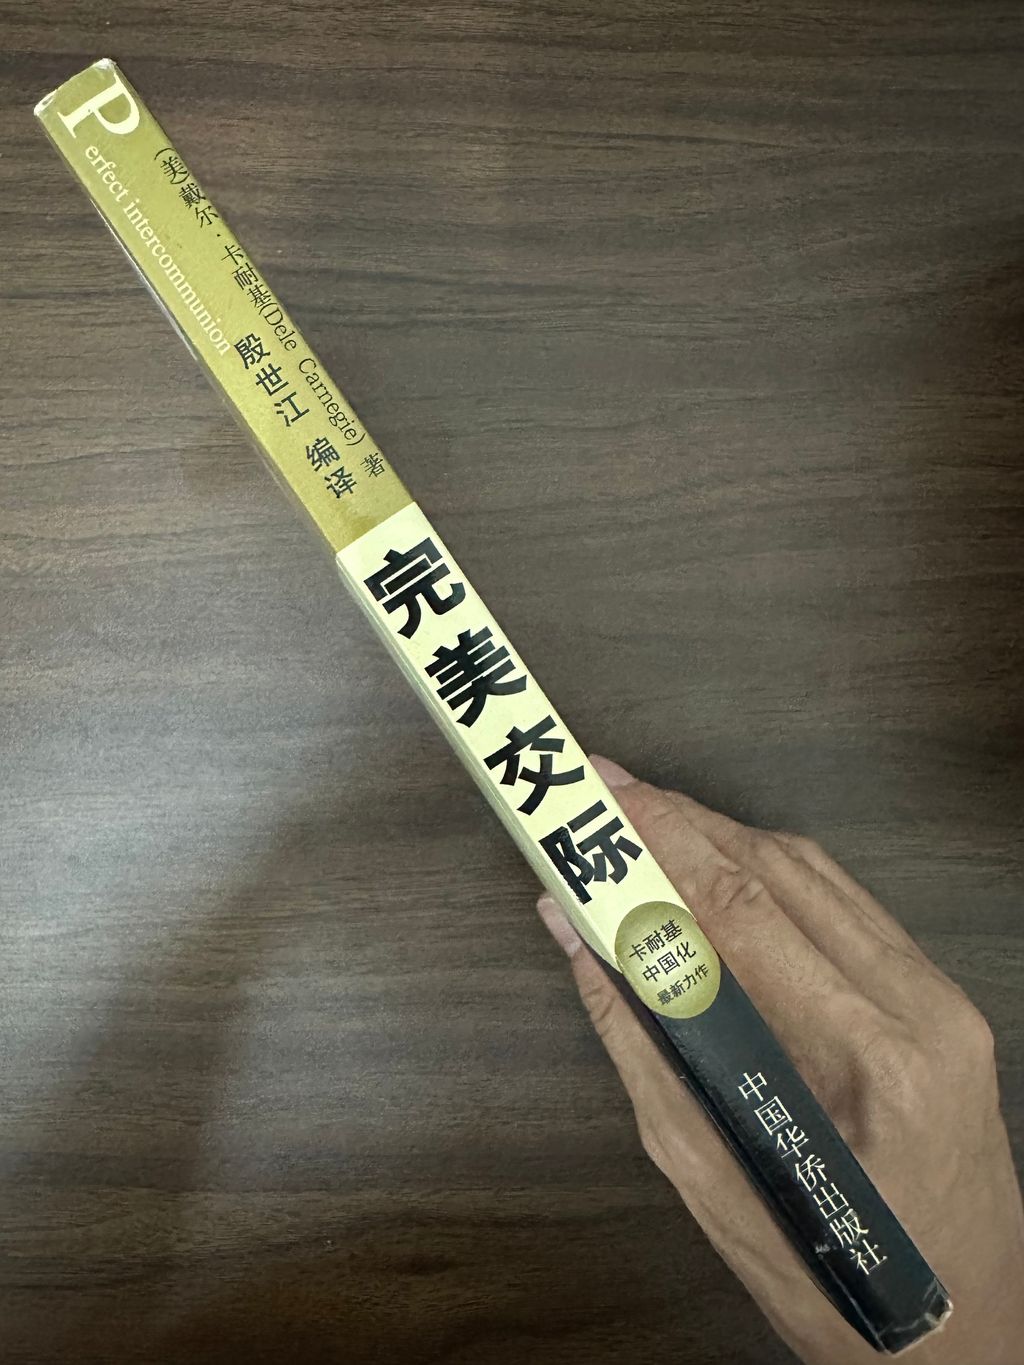 Perfect intercommunion
(美)戴尔·卡耐基(Dele Carnegie) 著
殷世江 编译
完美交际
卡耐基
中国化
最新力作
中国华侨出版社